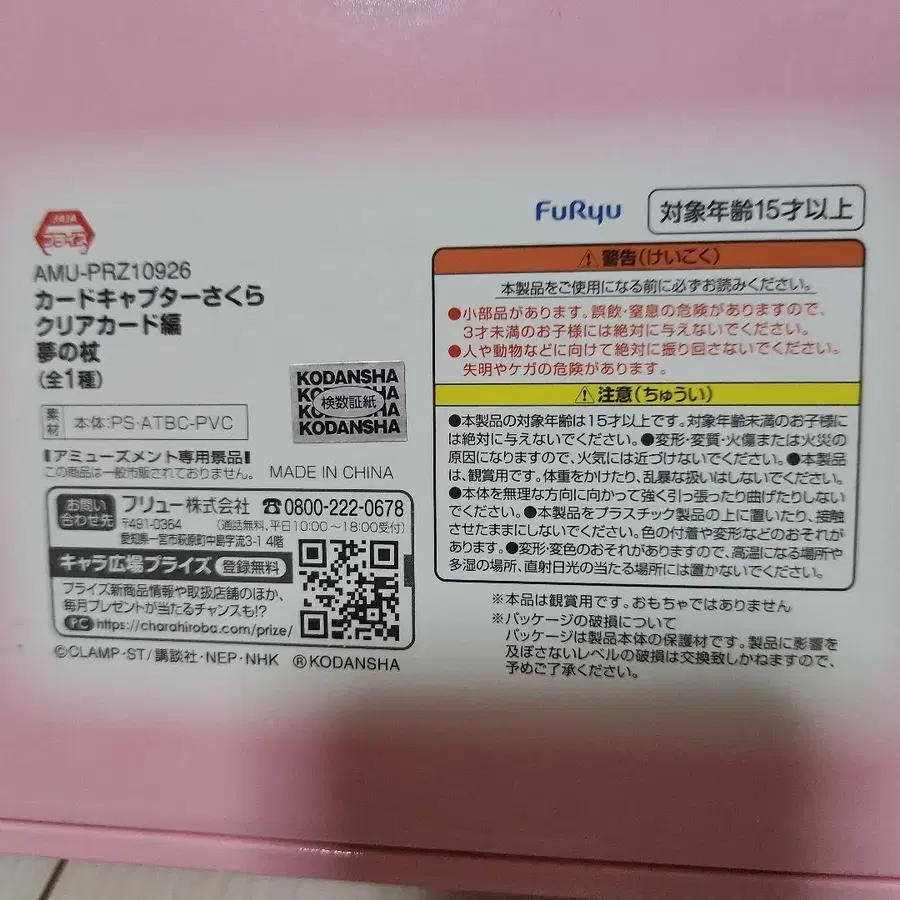 プライズ
AMU-PRZ10926
カードキャプターさくら
クリアカード編
夢の杖
(全1種)
素材 本体:PS・ATBC-PVC
KODANSHA
検数証紙
KODANSHA
アミューズメント専用景品
この商品は一般市販されておりません。
MADE IN CHINA
お問い合わせ先 フリュー株式会社 ☎0800-222-0678
〒491-0364 (通話無料、平日10:00~18:00受付)
愛知県一宮市萩原町中島字流3-1 4階
キャラ広場プライズ 登録無料
プライズ新商品情報や取扱店舗のほか、
毎月プレゼントが当たるチャンスも!?
PC https://charahiroba.com/prize/
©CLAMP・ST/講談社・NEP・NHK ®KODANSHA
FuRyu
対象年齢15才以上
⚠警告(けいこく)
本製品をご使用になる前に必ずお読みください。
●小部品があります。誤飲・窒息の危険がありますので、
3才未満のお子様には絶対に与えないでください。
●人や動物などに向けて絶対に振り回さないでください。
失明やケガの危険があります。
⚠注意(ちゅうい)
●本製品の対象年齢は15才以上です。対象年齢未満のお子様に
は絶対に与えないでください。●変形・変質・火傷または火災の
原因になりますので、火気には近づけないでください。●本製品
は、観賞用です。体重をかけたり、乱暴な扱いはしないでください。
●本体を無理な方向に向かって強く引っ張ったり曲げたりしない
でください。●本製品をプラスチック製品の上に置いたり、接触
させたままにしないでください。色の付着や変形などのおそれが
あります。●変形・変色のおそれがありますので、高温になる場所や
多湿の場所、直射日光の当たる場所には置かないでください。
※本品は観賞用です。おもちゃではありません
※パッケージの破損について
パッケージは製品本体の保護材です。製品に影響を
及ぼさないレベルの破損は交換致しかねますので、
予めご了承ください。